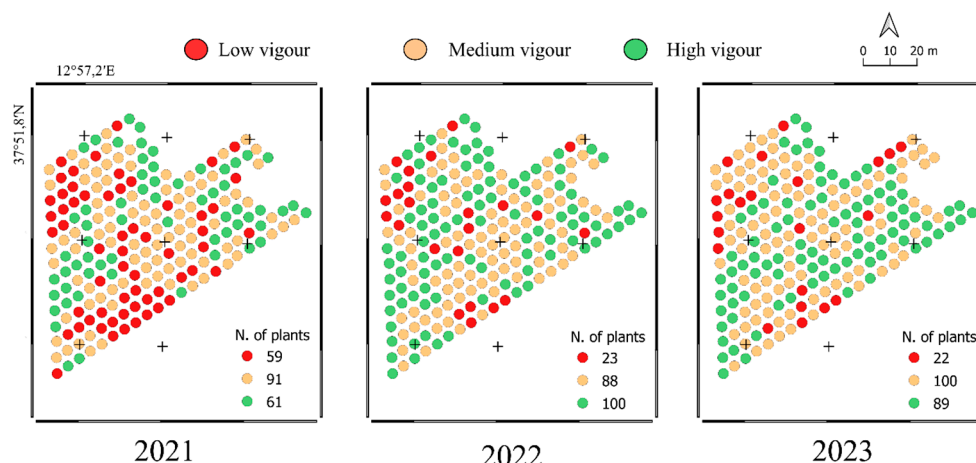 Low vigour
Medium vigour
High vigour
0 10 20 m
12°57,2'E
37°51,8'N
N. of plants
59
91
61
N. of plants
23
88
100
N. of plants
22
100
89
2021
2022
2023